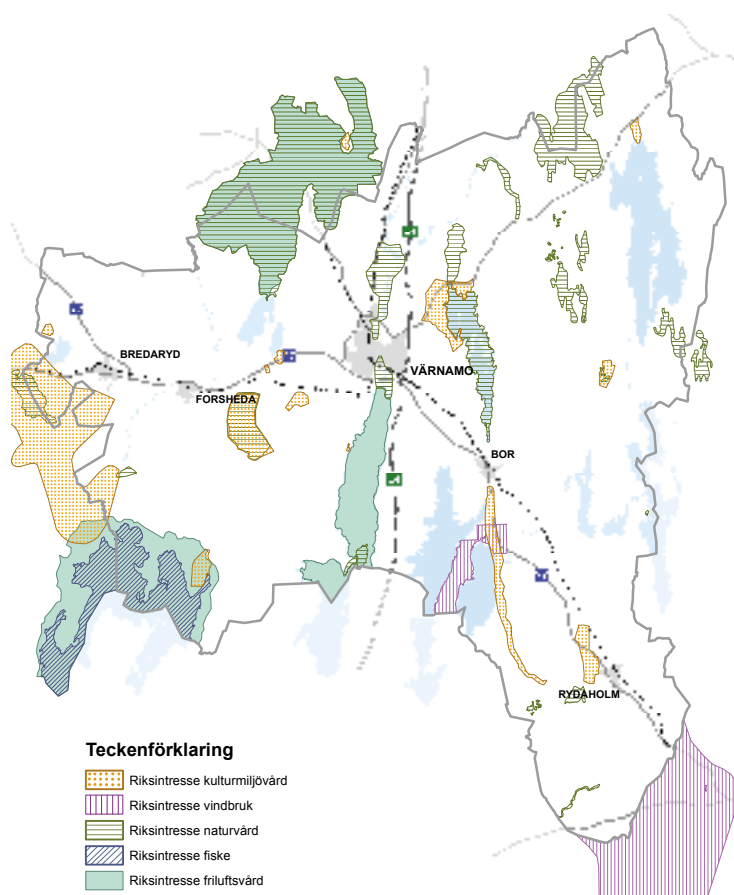 BREDARYD
VÄRNAMO
FORSHEDA
BOR
RYDAHOLM
Teckenförklaring
Riksintresse kulturmiljövård
Riksintresse vindbruk
Riksintresse naturvård
Riksintresse fiske
Riksintresse friluftsvård